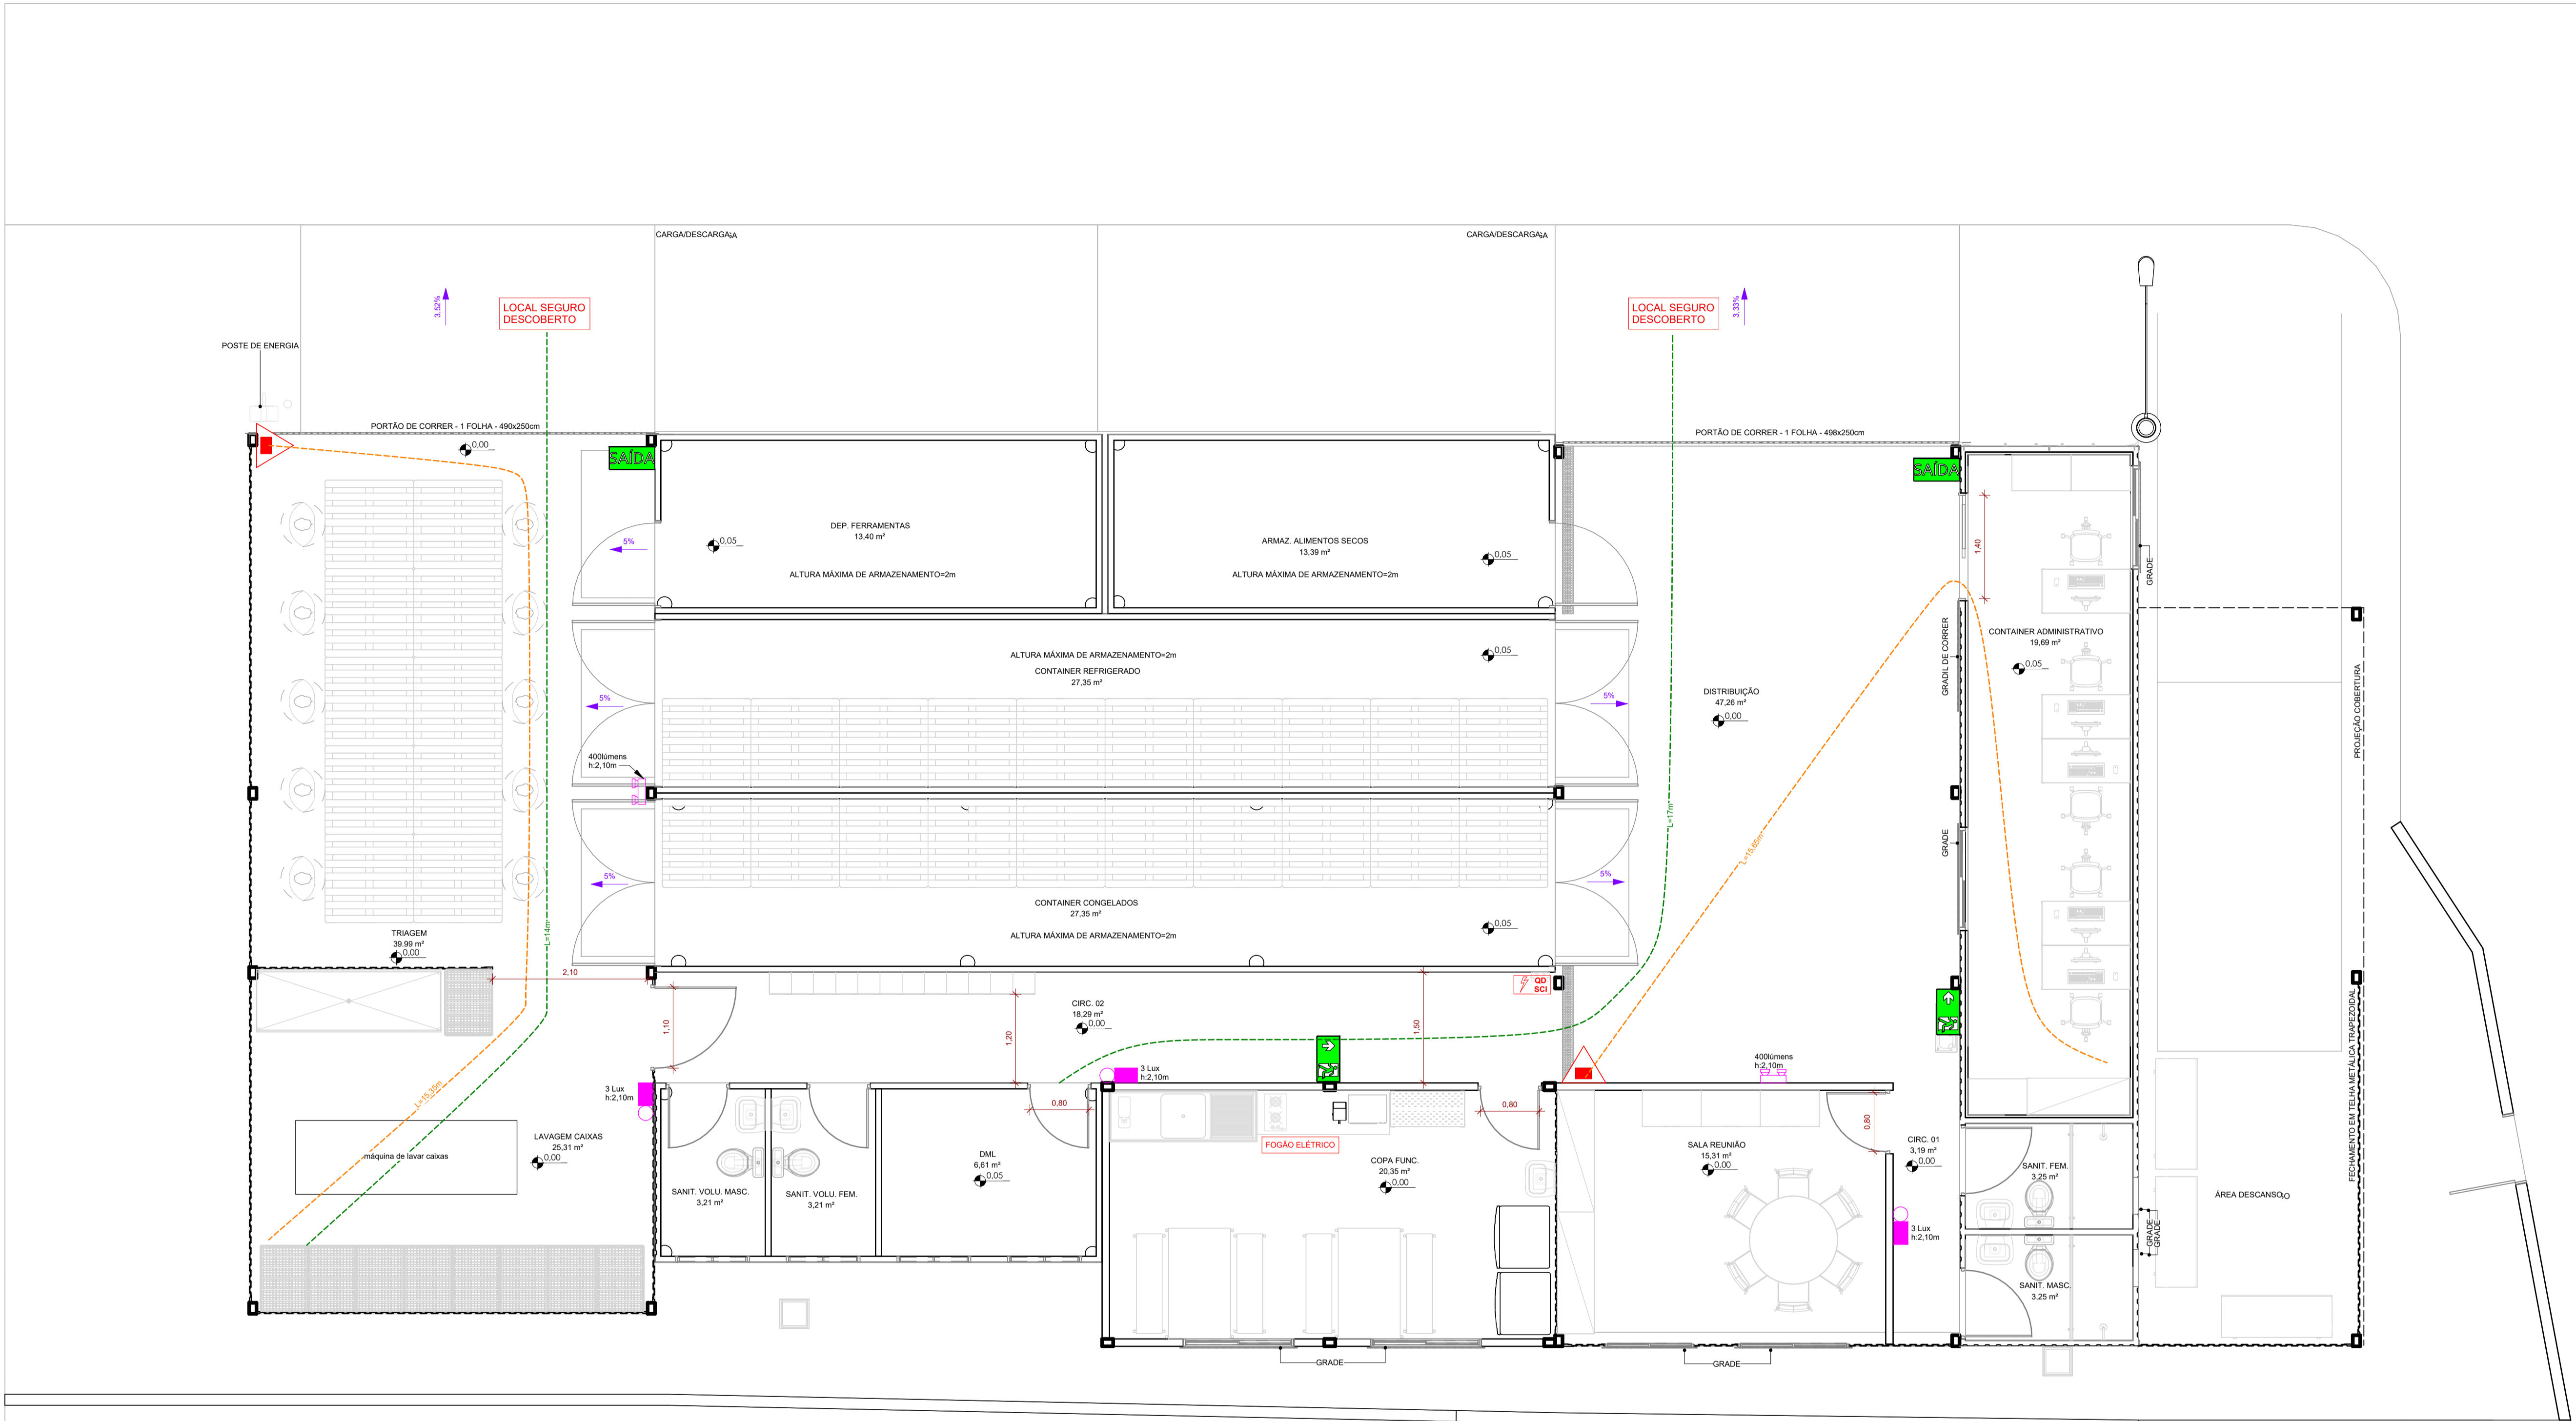 CARGA/DESCARGA
CARGA/DESCARGA
3,52%
LOCAL SEGURO
DESCOBERTO
LOCAL SEGURO
DESCOBERTO
3,33%
POSTE DE ENERGIA
PORTÃO DE CORRER - 1 FOLHA - 490x250cm
PORTÃO DE CORRER - 1 FOLHA - 498x250cm
0,00
SAÍDA
SAÍDA
DEP. FERRAMENTAS
13,40 m²
0,05
ALTURA MÁXIMA DE ARMAZENAMENTO=2m
ARMAZ. ALIMENTOS SECOS
13,39 m²
0,05
ALTURA MÁXIMA DE ARMAZENAMENTO=2m
5%
1,40
GRADE
ALTURA MÁXIMA DE ARMAZENAMENTO=2m
0,05
CONTAINER REFRIGERADO
27,35 m²
CONTAINER ADMINISTRATIVO
19,69 m²
0,05
GRADIL DE CORRER
5%
5%
DISTRIBUIÇÃO
47,26 m²
0,00
PROJEÇÃO COBERTURA
400lúmens
h:2,10m
L=17m
L=15,65m
GRADE
5%
5%
CONTAINER CONGELADOS
27,35 m²
0,05
ALTURA MÁXIMA DE ARMAZENAMENTO=2m
TRIAGEM
39.99 m²
0,00
L=14m
2,10
QD
SCI
CIRC. 02
18,29 m²
0,00
1,10
1,20
1,50
FECHAMENTO EM TELHA METÁLICA TRAPEZOIDAL
3 Lux
h:2,10m
3 Lux
h:2,10m
400lúmens
h:2,10m
L=15,35m
0,80
0,80
0,80
LAVAGEM CAIXAS
25,31 m²
0,00
máquina de lavar caixas
FOGÃO ELÉTRICO
DML
6,61 m²
0,05
COPA FUNC.
20,35 m²
0,00
SALA REUNIÃO
15,31 m²
0,00
CIRC. 01
3,19 m²
0,00
SANIT. FEM.
3,25 m²
SANIT. VOLU. MASC.
3,21 m²
SANIT. VOLU. FEM.
3,21 m²
ÁREA DESCANSO
3 Lux
h:2,10m
GRADE
GRADE
SANIT. MASC.
3,25 m²
GRADE
GRADE